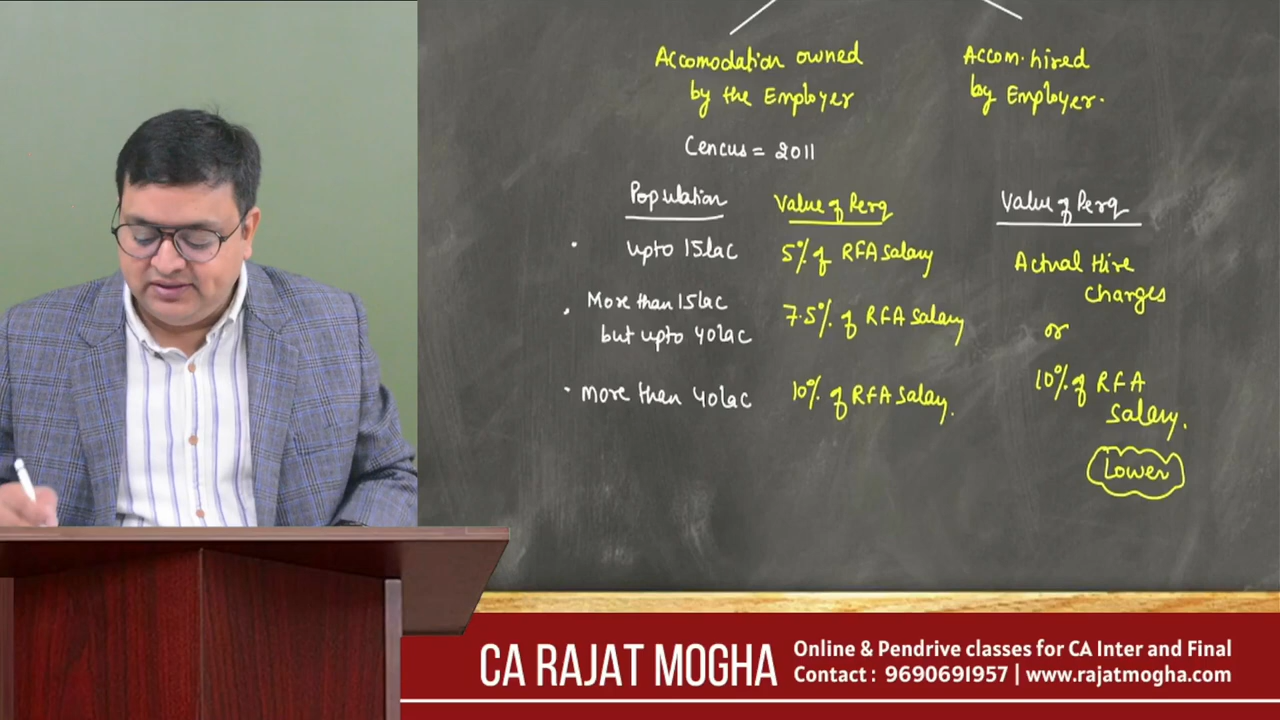 Accomodation owned
by the Employer
Accom. hired
by Employer.
Cencus = 2011
Population
Value of Perq
Value of Perq
• upto 15lac
5% of RFA Salary
Actual Hire
Charges
• More than 15lac
but upto 40lac
7.5% of RFA Salary
or
• more than 40lac
10% of RFA Salary.
10% of RFA
Salary.
Lower
CA RAJAT MOGHA
Online & Pendrive classes for CA Inter and Final
Contact : 9690691957 | www.rajatmogha.com